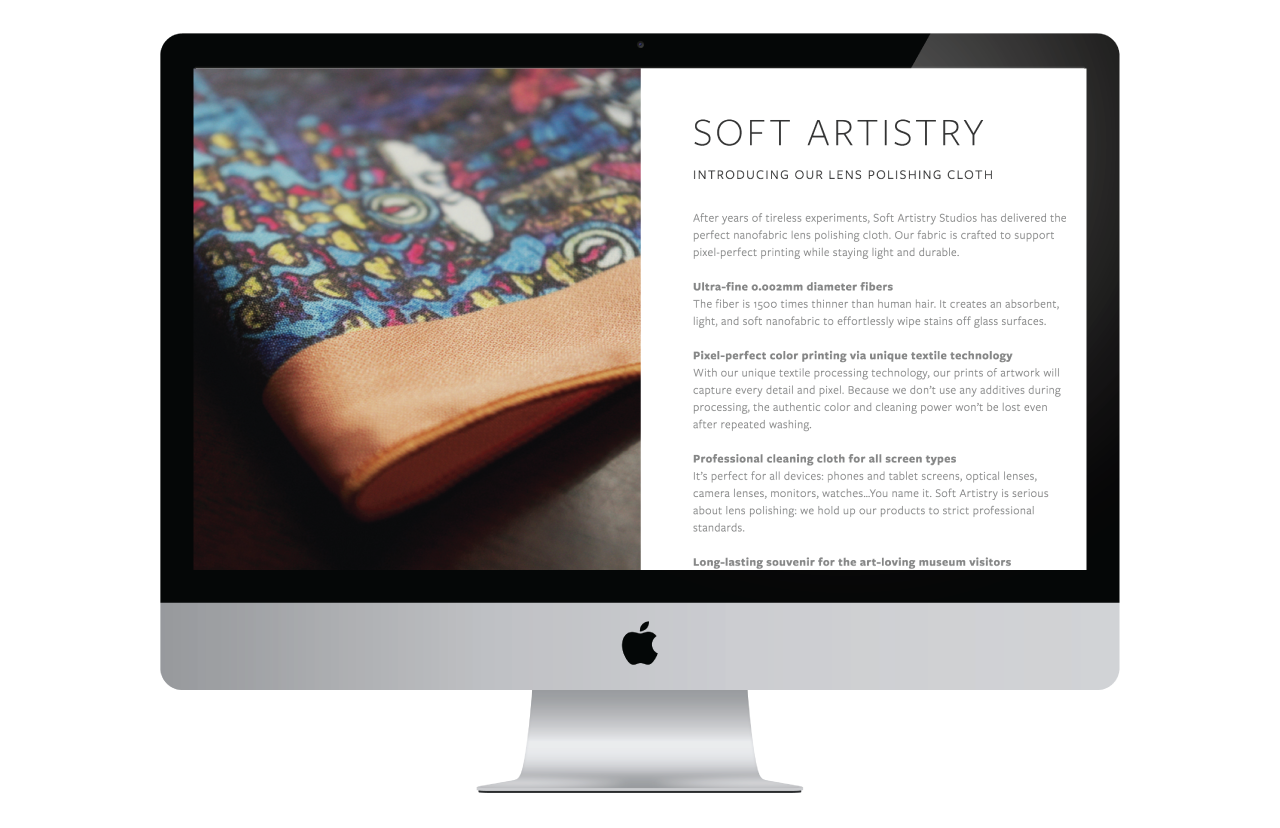 SOFT ARTISTRY
INTRODUCING OUR LENS POLISHING CLOTH
After years of tireless experiments, Soft Artistry Studios has delivered the
perfect nanofabric lens polishing cloth. Our fabric is crafted to support
pixel-perfect printing while staying light and durable.
Ultra-fine 0.002mm diameter fibers
The fiber is 1500 times thinner than human hair. It creates an absorbent,
light, and soft nanofabric to effortlessly wipe stains off glass surfaces.
Pixel-perfect color printing via unique textile technology
With our unique textile processing technology, our prints of artwork will
capture every detail and pixel. Because we don’t use any additives during
processing, the authentic color and cleaning power won’t be lost even
after repeated washing.
Professional cleaning cloth for all screen types
It’s perfect for all devices: phones and tablet screens, optical lenses,
camera lenses, monitors, watches…You name it. Soft Artistry is serious
about lens polishing: we hold up our products to strict professional
standards.
Long-lasting souvenir for the art-loving museum visitors